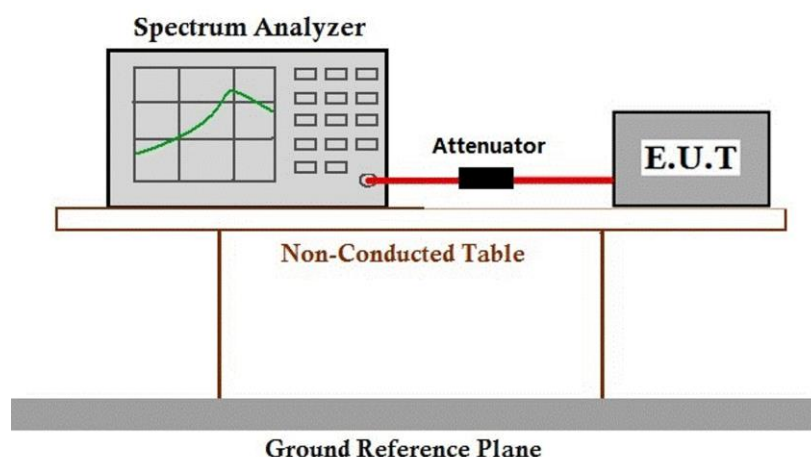 Spectrum Analyzer
Attenuator
E.U.T
Non-Conducted Table
Ground Reference Plane